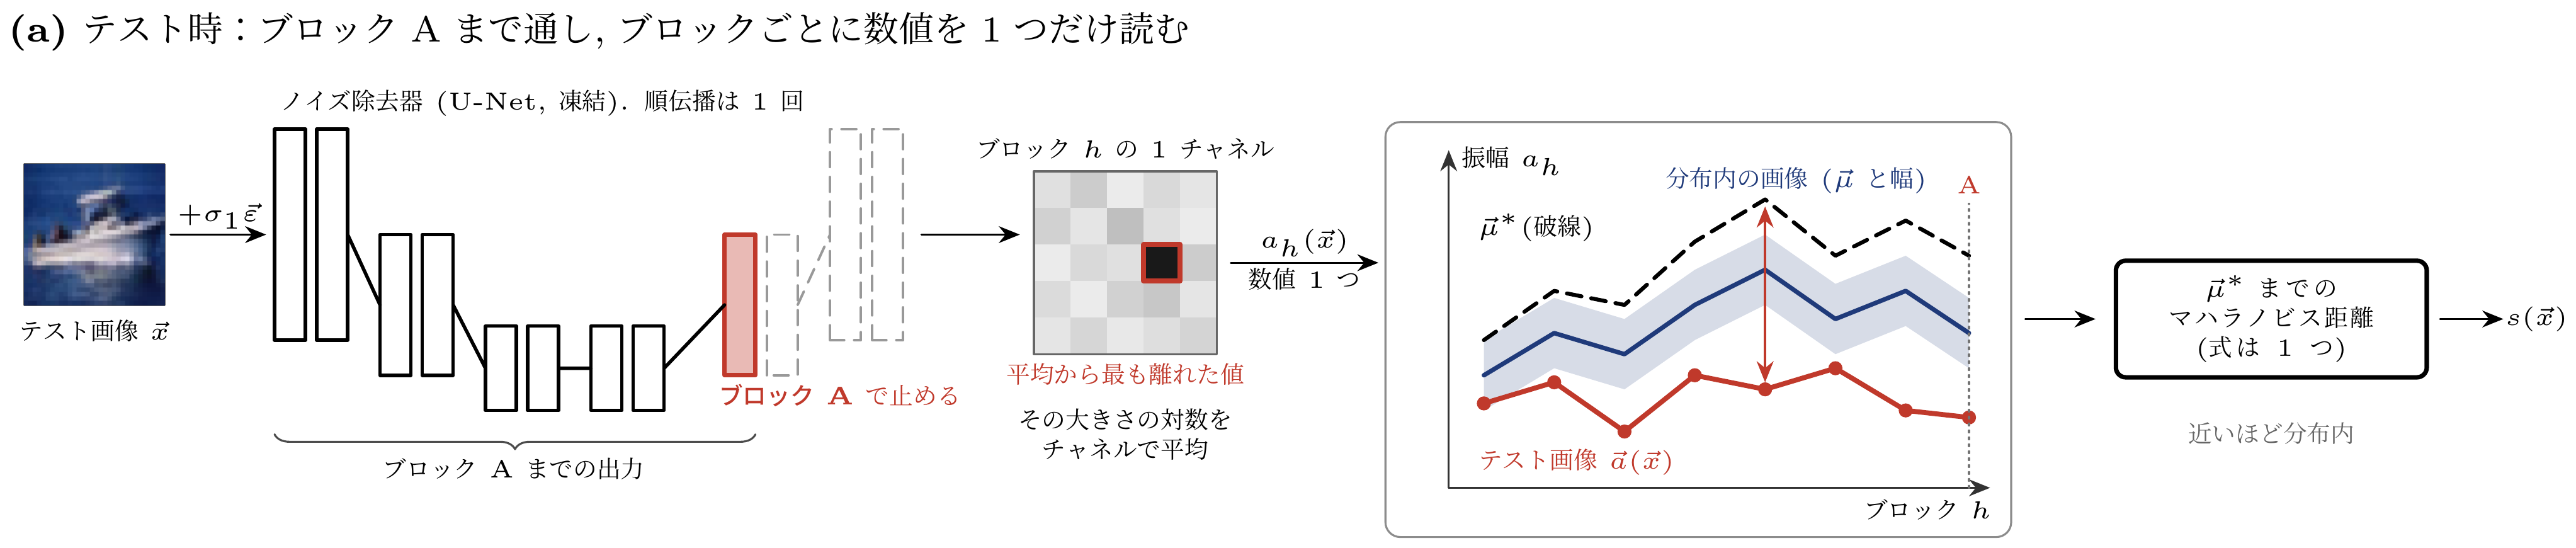 (a) テスト時：ブロック A まで通し, ブロックごとに数値を 1 つだけ読む
ノイズ除去器 (U-Net, 凍結). 順伝播は 1 回
+σ₁ε⃗
テスト画像 x⃗
ブロック A で止める
ブロック A までの出力
ブロック h の 1 チャネル
平均から最も離れた値
その大きさの対数を
チャネルで平均
a_h(x⃗)
数値 1 つ
振幅 a_h
分布内の画像 (μ⃗ と幅)
A
μ⃗* (破線)
テスト画像 a⃗(x⃗)
ブロック h
μ⃗* までの
マハラノビス距離
(式は 1 つ)
近いほど分布内
s(x⃗)